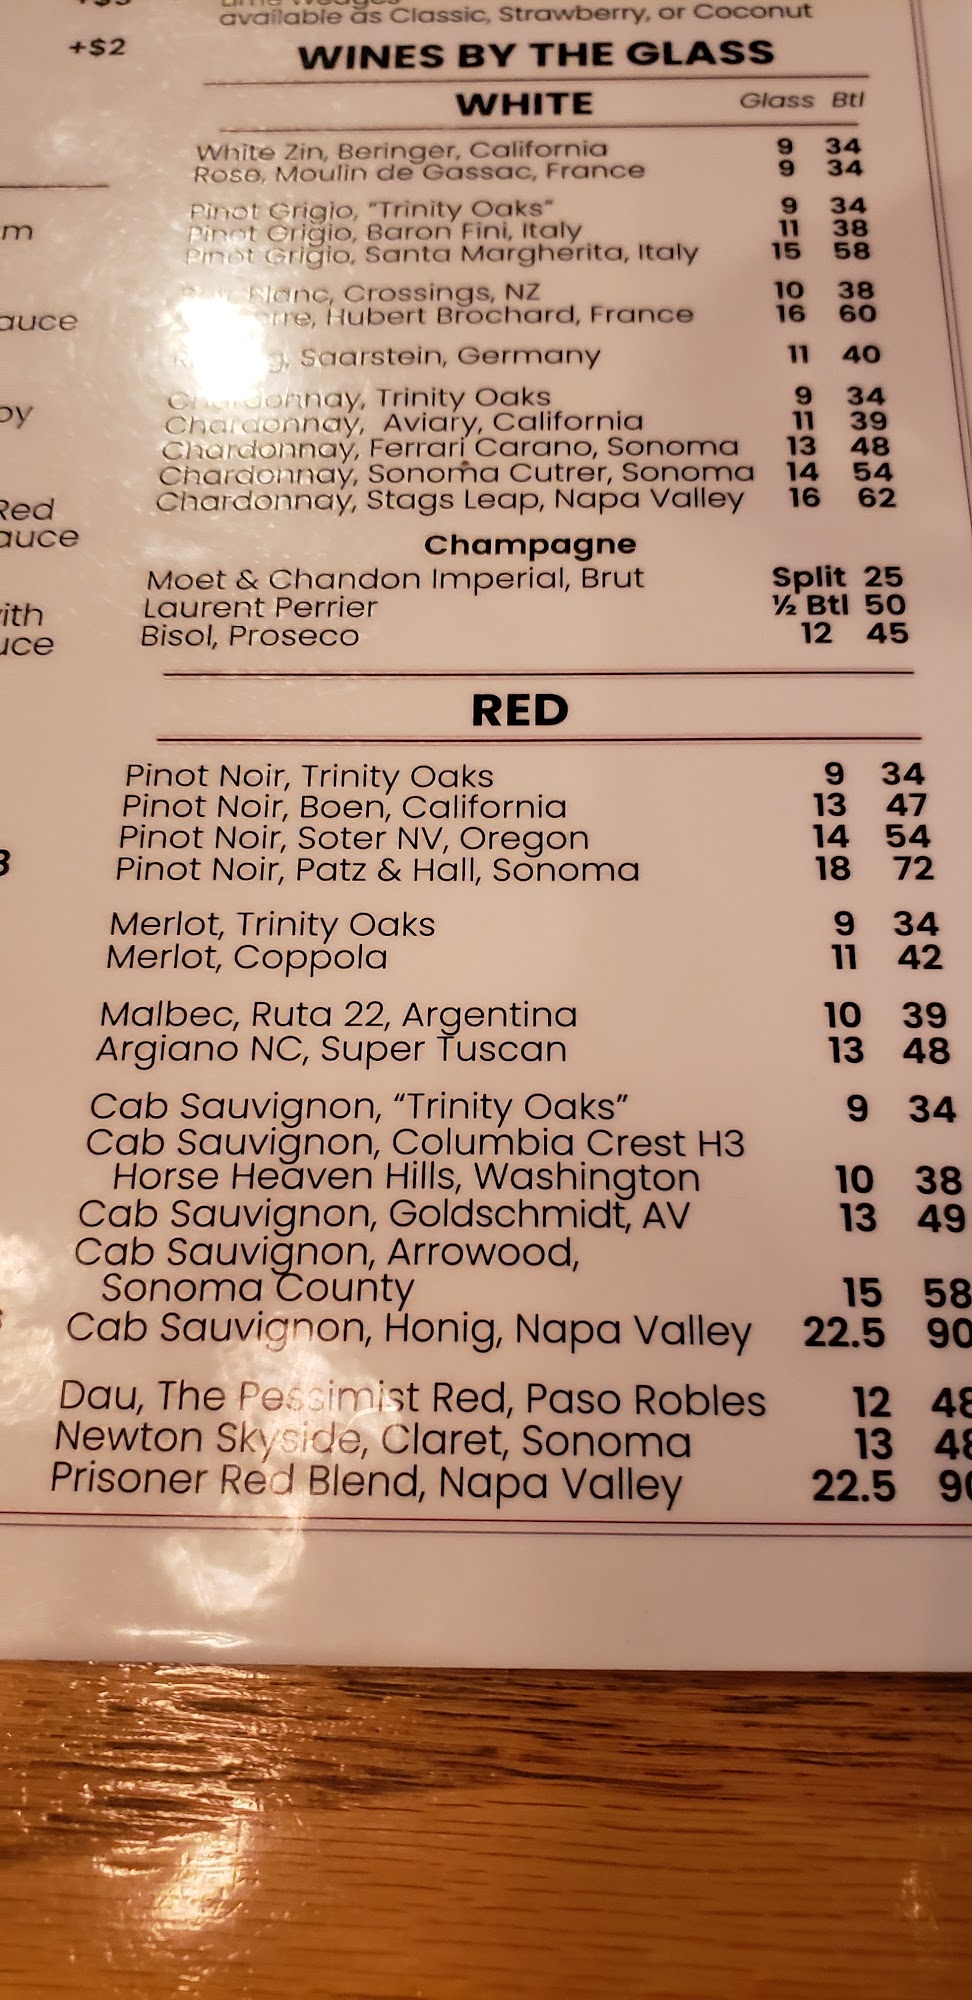 +$2
available as Classic, Strawberry, or Coconut
WINES BY THE GLASS
WHITE Glass Btl
White Zin, Beringer, California 9 34
Rose, Moulin de Gassac, France 9 34
Pinot Grigio, "Trinity Oaks" 9 34
Pinot Grigio, Baron Fini, Italy 11 38
Pinot Grigio, Santa Margherita, Italy 15 58
Blanc, Crossings, NZ 10 38
Hubert Brochard, France 16 60
Saarstein, Germany 11 40
Chardonnay, Trinity Oaks 9 34
Chardonnay, Aviary, California 11 39
Chardonnay, Ferrari Carano, Sonoma 13 48
Chardonnay, Sonoma Cutrer, Sonoma 14 54
Chardonnay, Stags Leap, Napa Valley 16 62
Champagne
Moet & Chandon Imperial, Brut Split 25
Laurent Perrier ½ Btl 50
Bisol, Proseco 12 45
RED
Pinot Noir, Trinity Oaks 9 34
Pinot Noir, Boen, California 13 47
Pinot Noir, Soter NV, Oregon 14 54
Pinot Noir, Patz & Hall, Sonoma 18 72
Merlot, Trinity Oaks 9 34
Merlot, Coppola 11 42
Malbec, Ruta 22, Argentina 10 39
Argiano NC, Super Tuscan 13 48
Cab Sauvignon, “Trinity Oaks” 9 34
Cab Sauvignon, Columbia Crest H3
Horse Heaven Hills, Washington 10 38
Cab Sauvignon, Goldschmidt, AV 13 49
Cab Sauvignon, Arrowood,
Sonoma County 15 58
Cab Sauvignon, Honig, Napa Valley 22.5 90
Dau, The Pessimist Red, Paso Robles 12 48
Newton Skyside, Claret, Sonoma 13 48
Prisoner Red Blend, Napa Valley 22.5 90